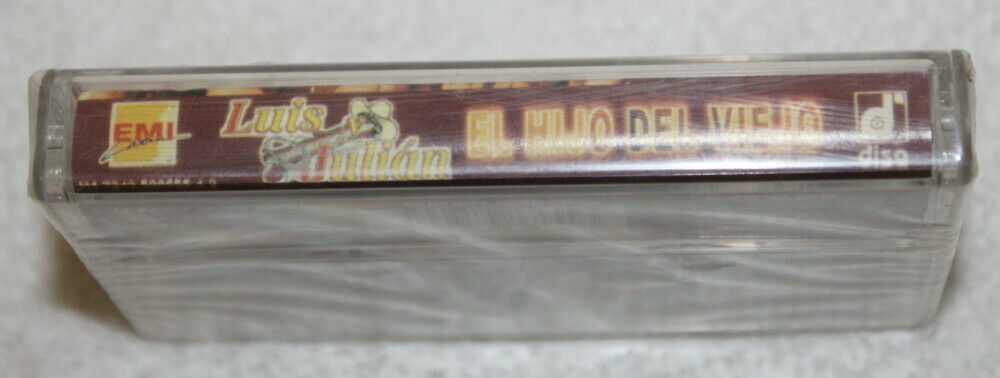 EMI
Luis
Julián
EL HIJO DEL VIEJO
disa